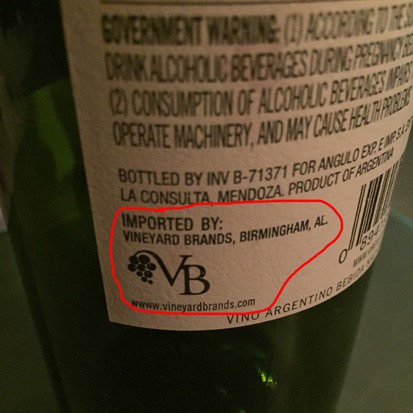 GOVERNMENT WARNING: (1) ACCORDING TO THE
DRINK ALCOHOLIC BEVERAGES DURING PREGNANCY
(2) CONSUMPTION OF ALCOHOLIC BEVERAGES
OPERATE MACHINERY, AND MAY CAUSE HEALTH
BOTTLED BY INV B-71371 FOR ANGULO EXP. E IMP.
LA CONSULTA, MENDOZA. PRODUCT OF ARGENTINA
IMPORTED BY:
VINEYARD BRANDS, BIRMINGHAM, AL.
VB
www.vineyardbrands.com
VINO ARGENTINO